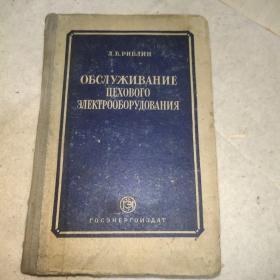 Л. В. РИВЛИН
ОБСЛУЖИВАНИЕ
ЦЕХОВОГО
ЭЛЕКТРООБОРУДОВАНИЯ
ГОСЭНЕРГОИЗДАТ